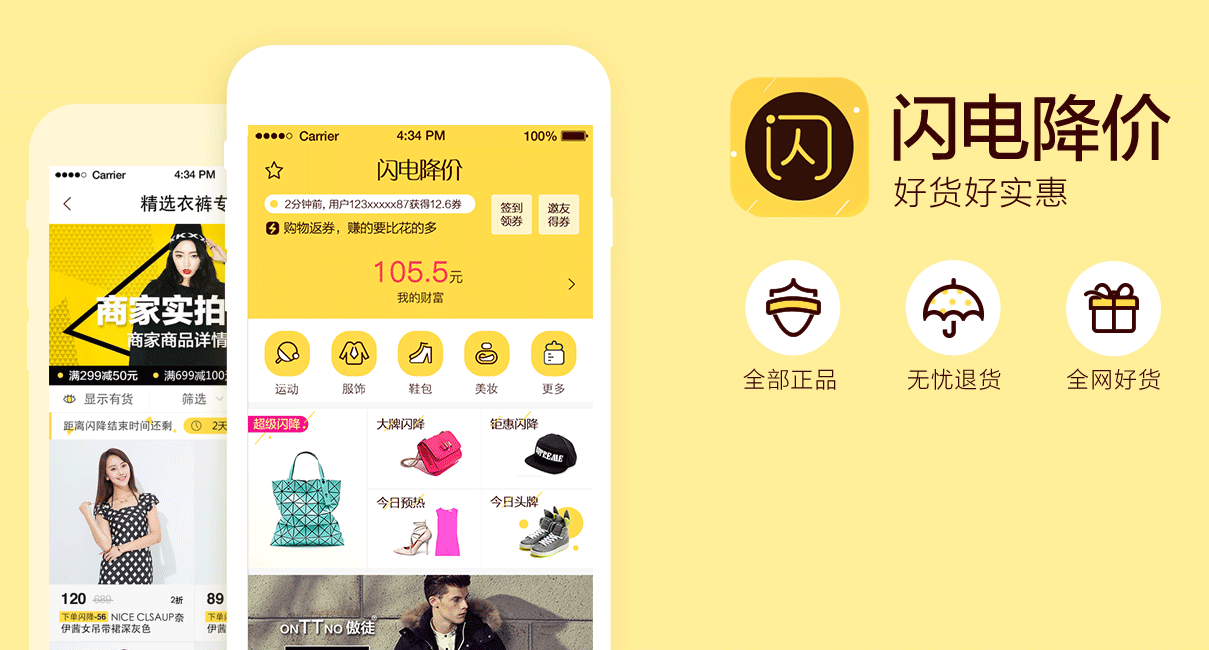 Carrier
4:34 PM
精选衣裤专
商家实拍
商家商品详情
满299减50元
满699减100元
显示有货
筛选
距离闪降结束时间还剩
2天
120
689
2折
下单闪降-56 NICE CLSAUP奈
伊茜女吊带裙深灰色
89
下单闪
伊茜
Carrier
4:34 PM
100%
闪电降价
2分钟前, 用户123xxxxx87获得12.6券
签到
领券
邀友
得券
购物返券，赚的要比花的多
105.5元
我的财富
运动
服饰
鞋包
美妆
更多
超级闪降
大牌闪降
钜惠闪降
SUPREME
今日预热
今日头牌
ONTTNO 傲徒
闪
闪电降价
好货好实惠
全部正品
无忧退货
全网好货